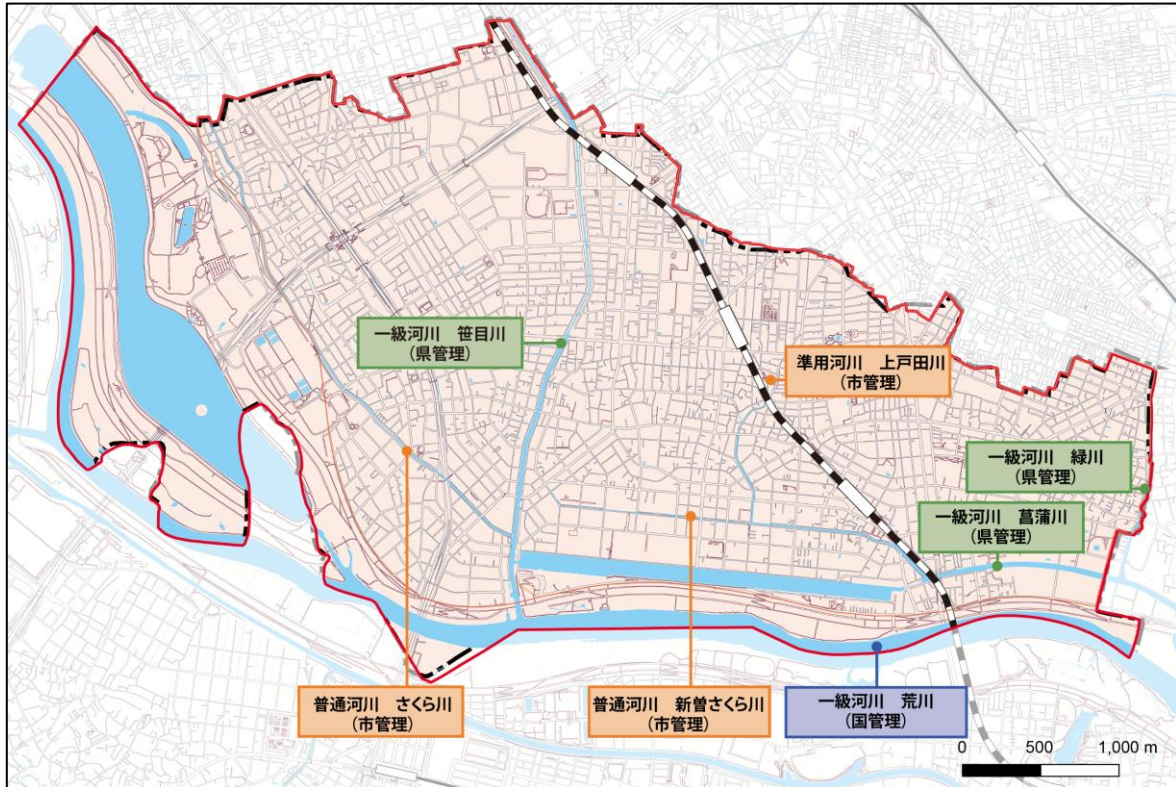 一級河川　笹目川
(県管理)
準用河川　上戸田川
(市管理)
一級河川　緑川
(県管理)
一級河川　菖蒲川
(県管理)
普通河川　さくら川
(市管理)
普通河川　新曽さくら川
(市管理)
一級河川　荒川
(国管理)
0 500 1,000 m